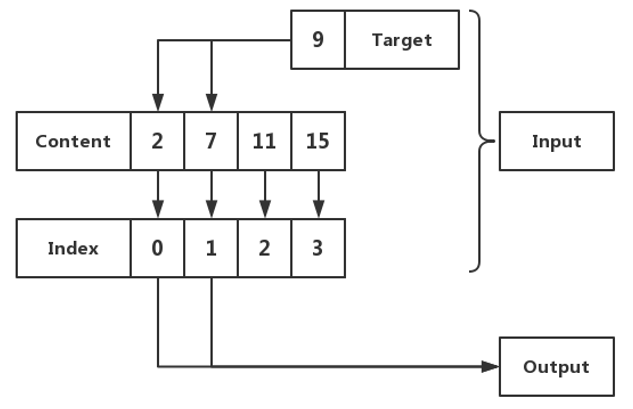 9 Target
Content 2 7 11 15
Input
Index 0 1 2 3
Output